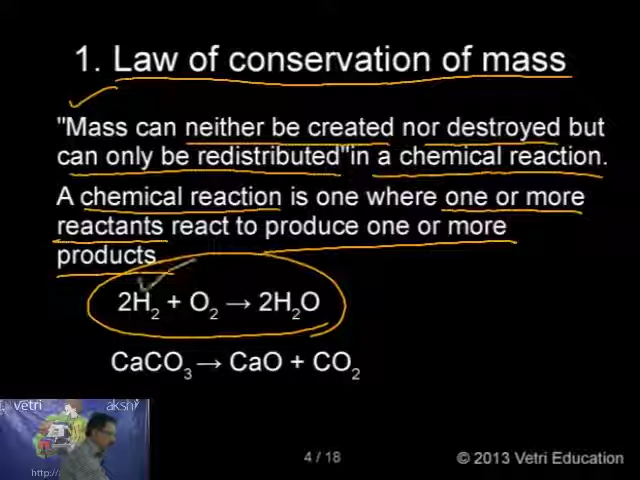 1. Law of conservation of mass
"Mass can neither be created nor destroyed but
can only be redistributed"in a chemical reaction.
A chemical reaction is one where one or more
reactants react to produce one or more
products
2H₂ + O₂ → 2H₂O
CaCO₃ → CaO + CO₂
vetri
aksh
http://
4 / 18
© 2013 Vetri Education